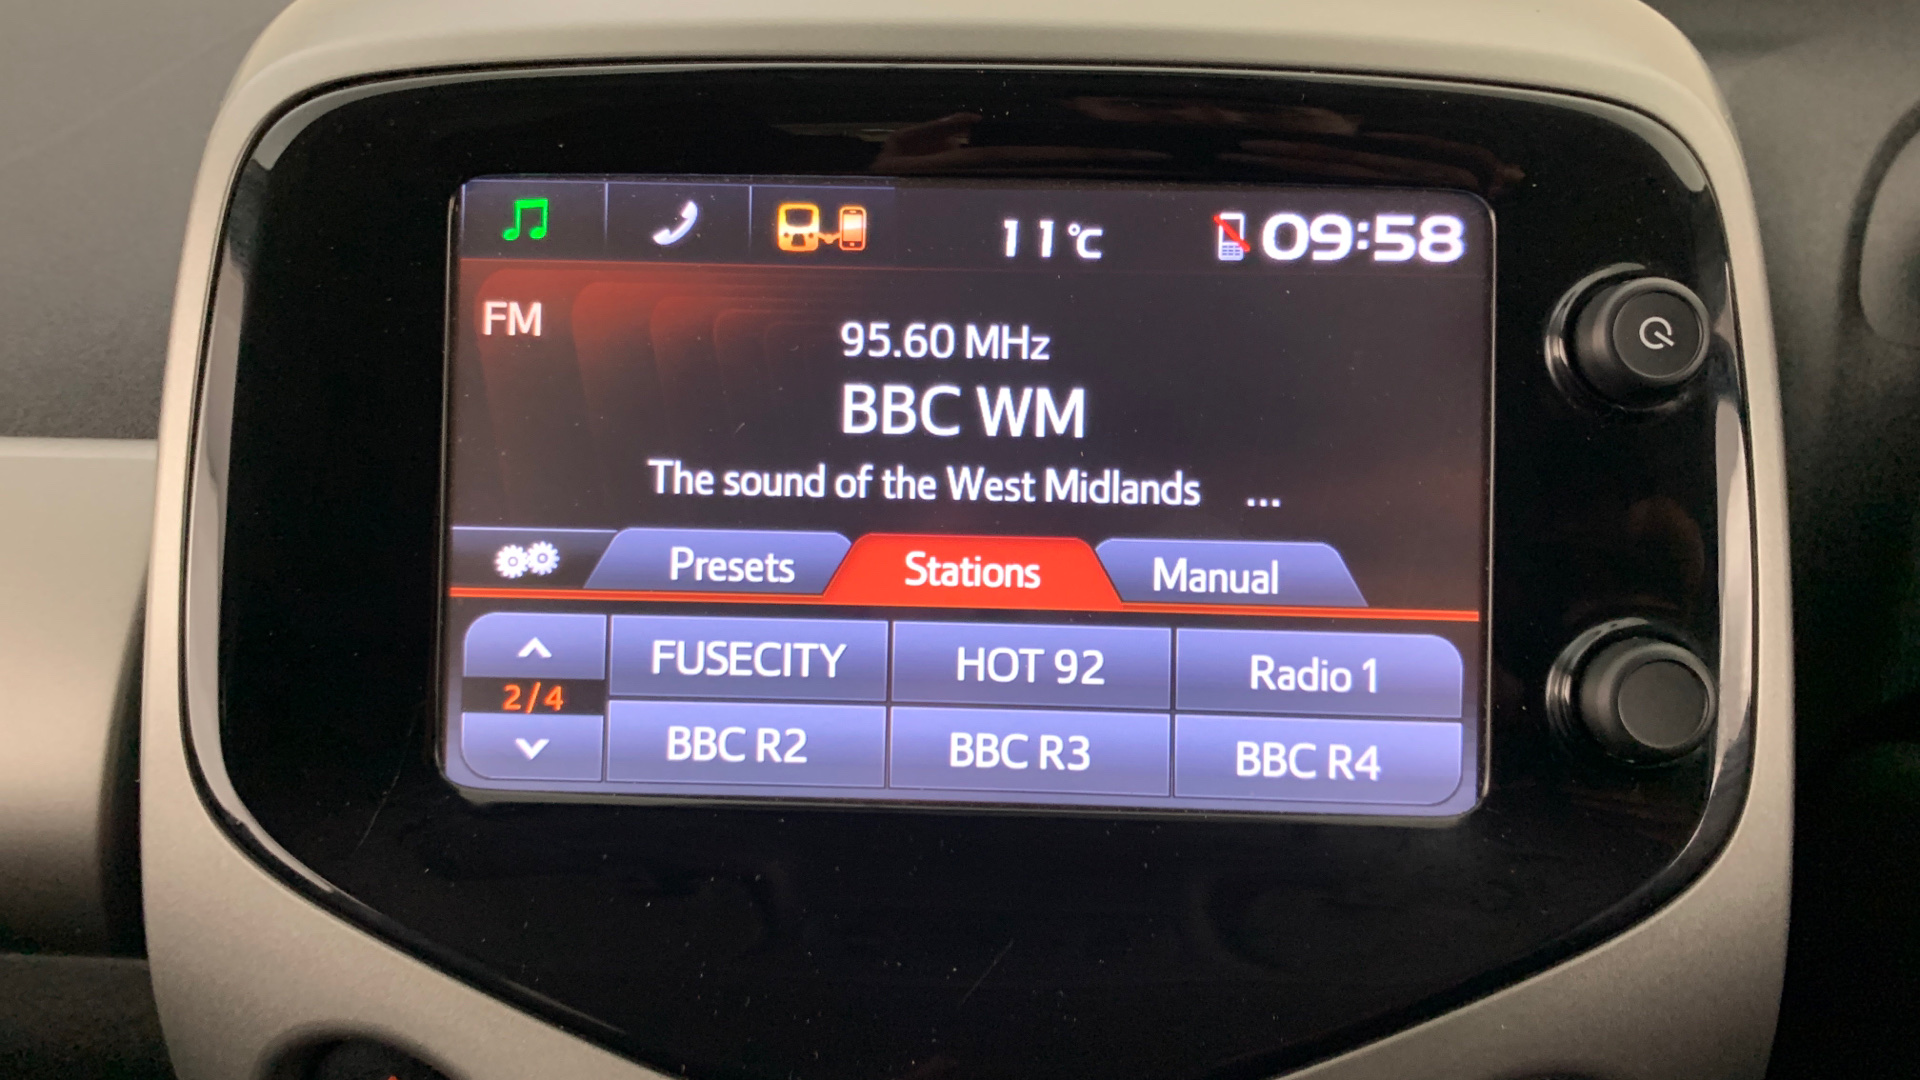 11°C 09:58
FM
95.60 MHz
BBC WM
The sound of the West Midlands ...
Presets Stations Manual
FUSECITY HOT 92 Radio 1
2/4
BBC R2 BBC R3 BBC R4